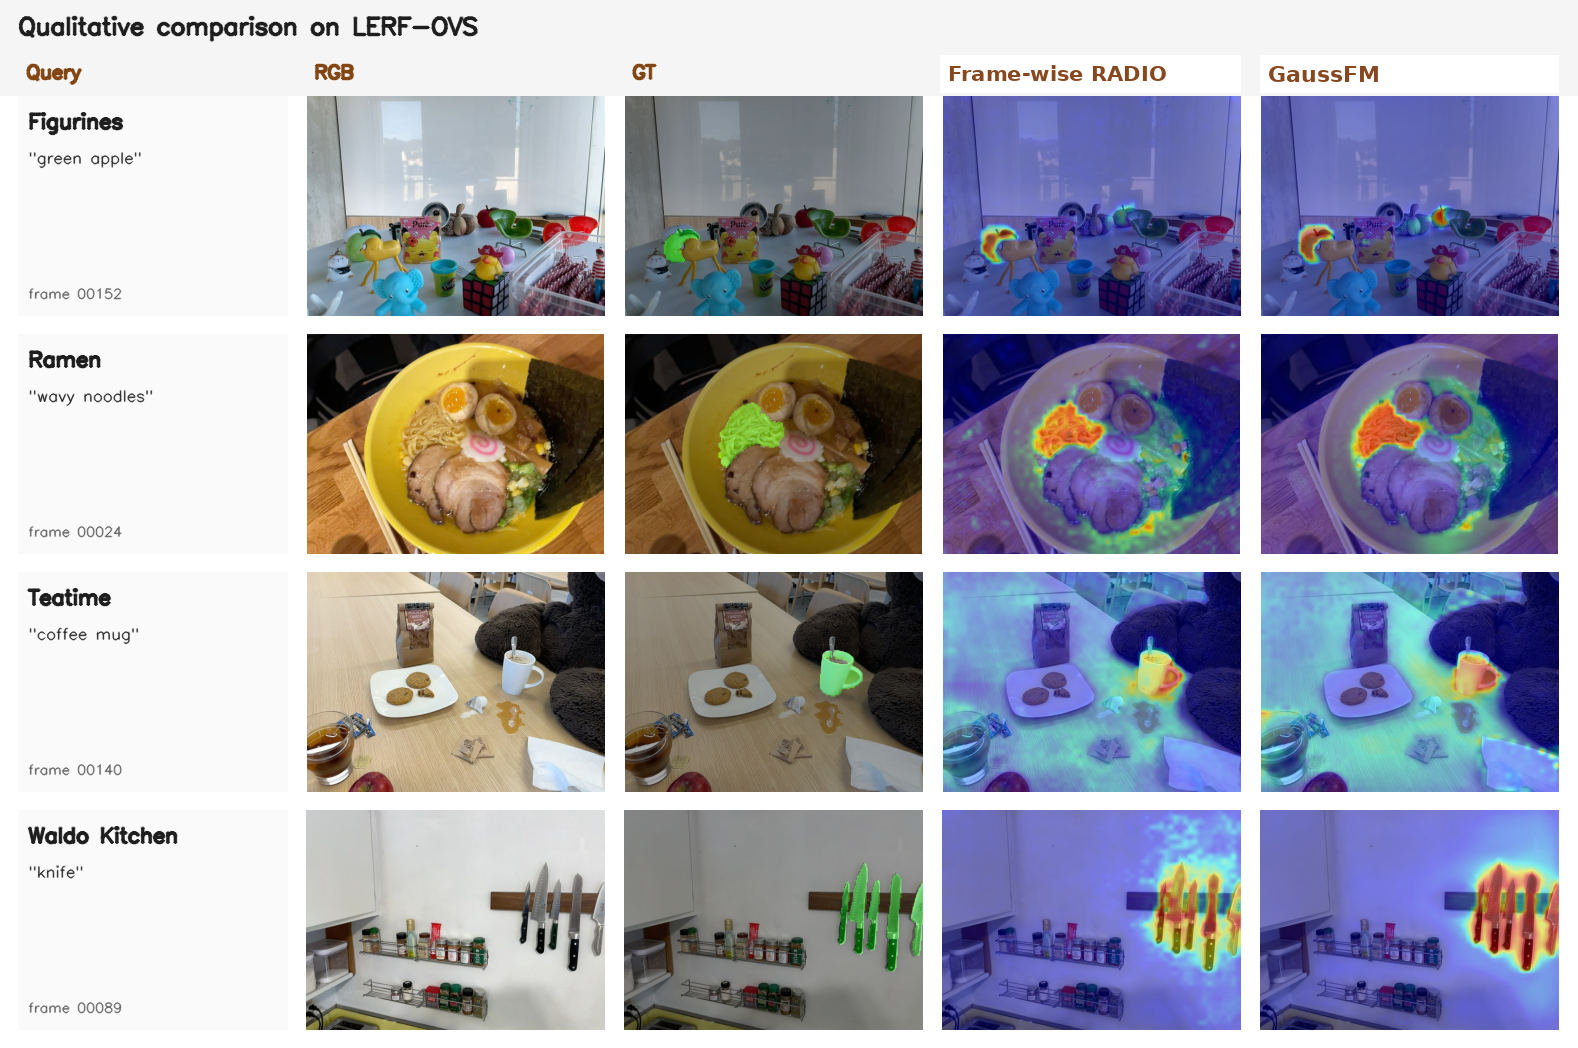 Qualitative comparison on LERF-OVS
Query RGB GT Frame-wise RADIO GaussFM
Figurines
"green apple"
frame 00152
Ramen
"wavy noodles"
frame 00024
Teatime
"coffee mug"
frame 00140
Waldo Kitchen
"knife"
frame 00089